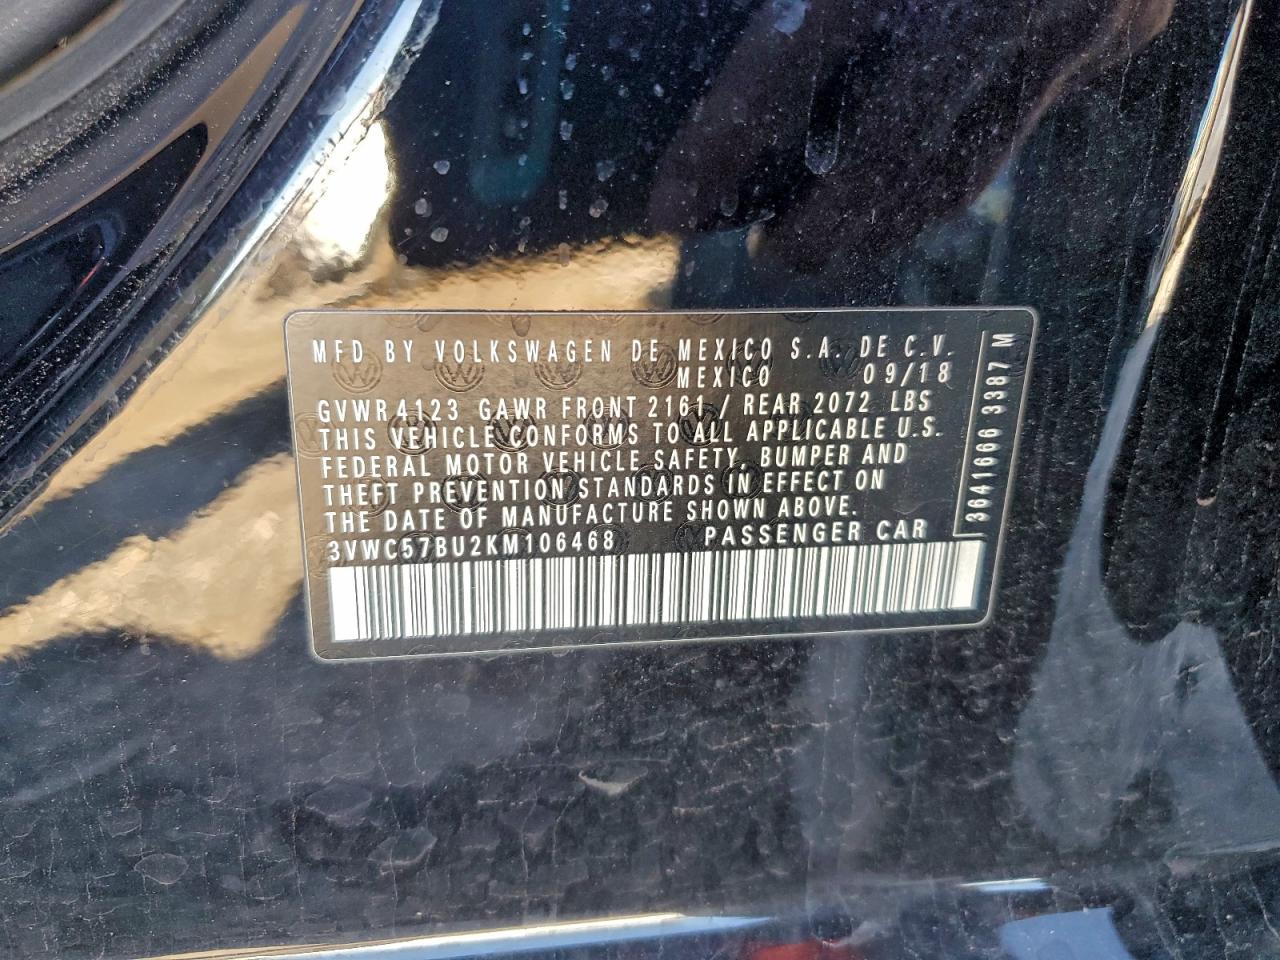 MFD BY VOLKSWAGEN DE MEXICO S.A. DE C.V.
MEXICO 09/18
GVWR 4123 GAWR FRONT 2161 / REAR 2072 LBS
THIS VEHICLE CONFORMS TO ALL APPLICABLE U.S.
FEDERAL MOTOR VEHICLE SAFETY, BUMPER AND
THEFT PREVENTION STANDARDS IN EFFECT ON
THE DATE OF MANUFACTURE SHOWN ABOVE.
3VWC57BU2KM106468 PASSENGER CAR
3641666 3387 M